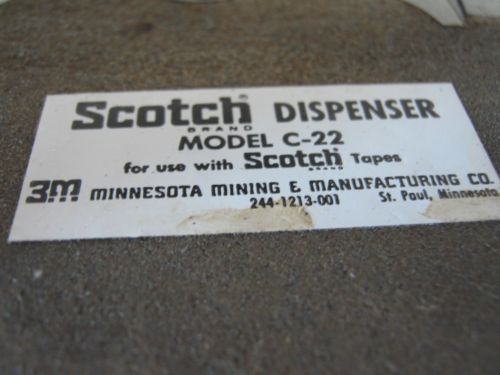 Scotch® DISPENSER
BRAND
MODEL C-22
for use with Scotch Tapes
BRAND
3M MINNESOTA MINING & MANUFACTURING CO.
244-1213-001 St. Paul, Minnesota